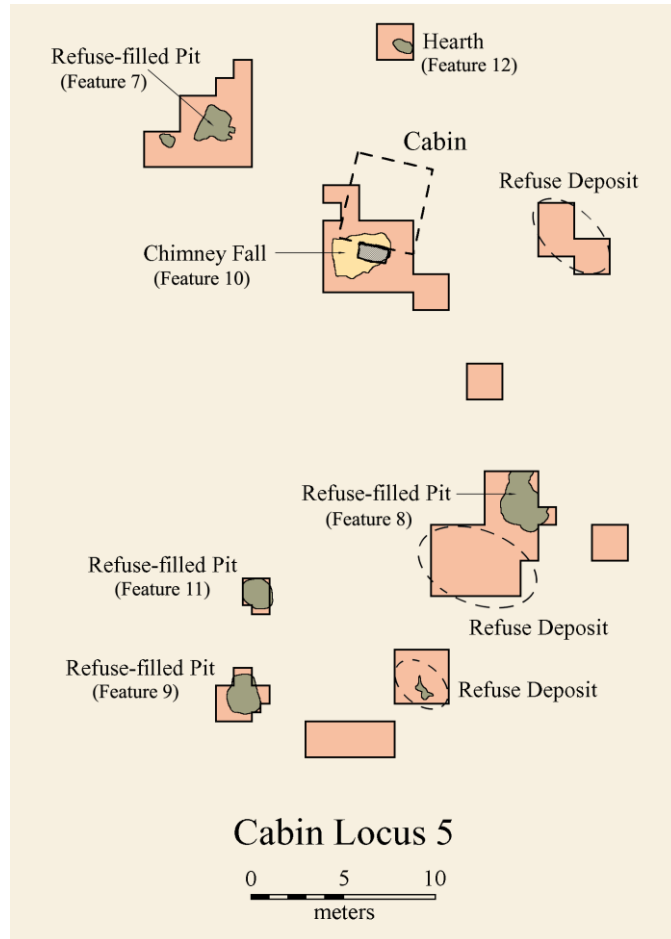 Refuse-filled Pit
(Feature 7)
Hearth
(Feature 12)
Cabin
Refuse Deposit
Chimney Fall
(Feature 10)
Refuse-filled Pit
(Feature 8)
Refuse-filled Pit
(Feature 11)
Refuse Deposit
Refuse-filled Pit
(Feature 9)
Refuse Deposit
Cabin Locus 5
0 5 10
meters